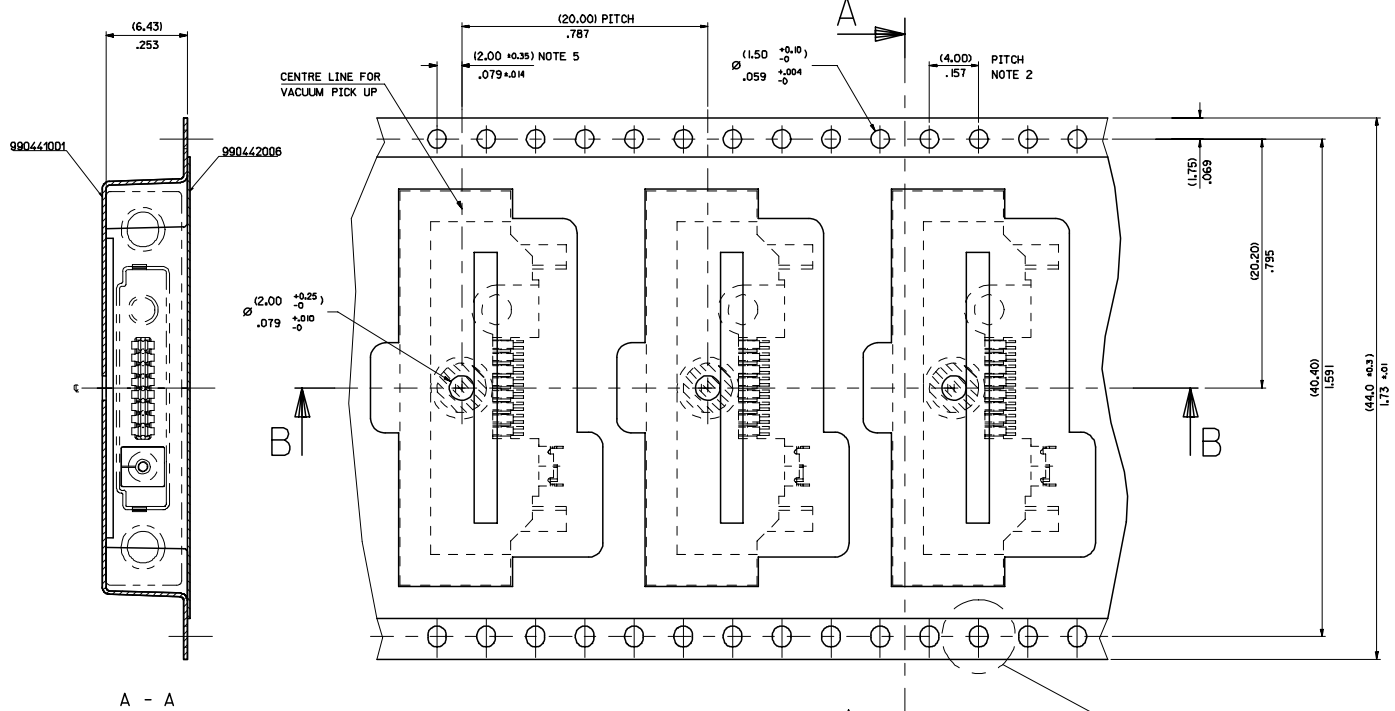 (6.43)
.253
(20.00) PITCH
.787
(2.00 ±0.35) NOTE 5
.079±.014
CENTRE LINE FOR
VACUUM PICK UP
Ø (1.50 +0.10 -0)
.059 +.004 -0
A
(4.00) PITCH
.157 NOTE 2
990441001
990442006
(1.75)
.069
(20.20)
.795
Ø (2.00 +0.25 -0)
.079 +.010 -0
(40.40)
1.591
(44.0 ±0.3)
1.73 ±.01
B
B
A - A